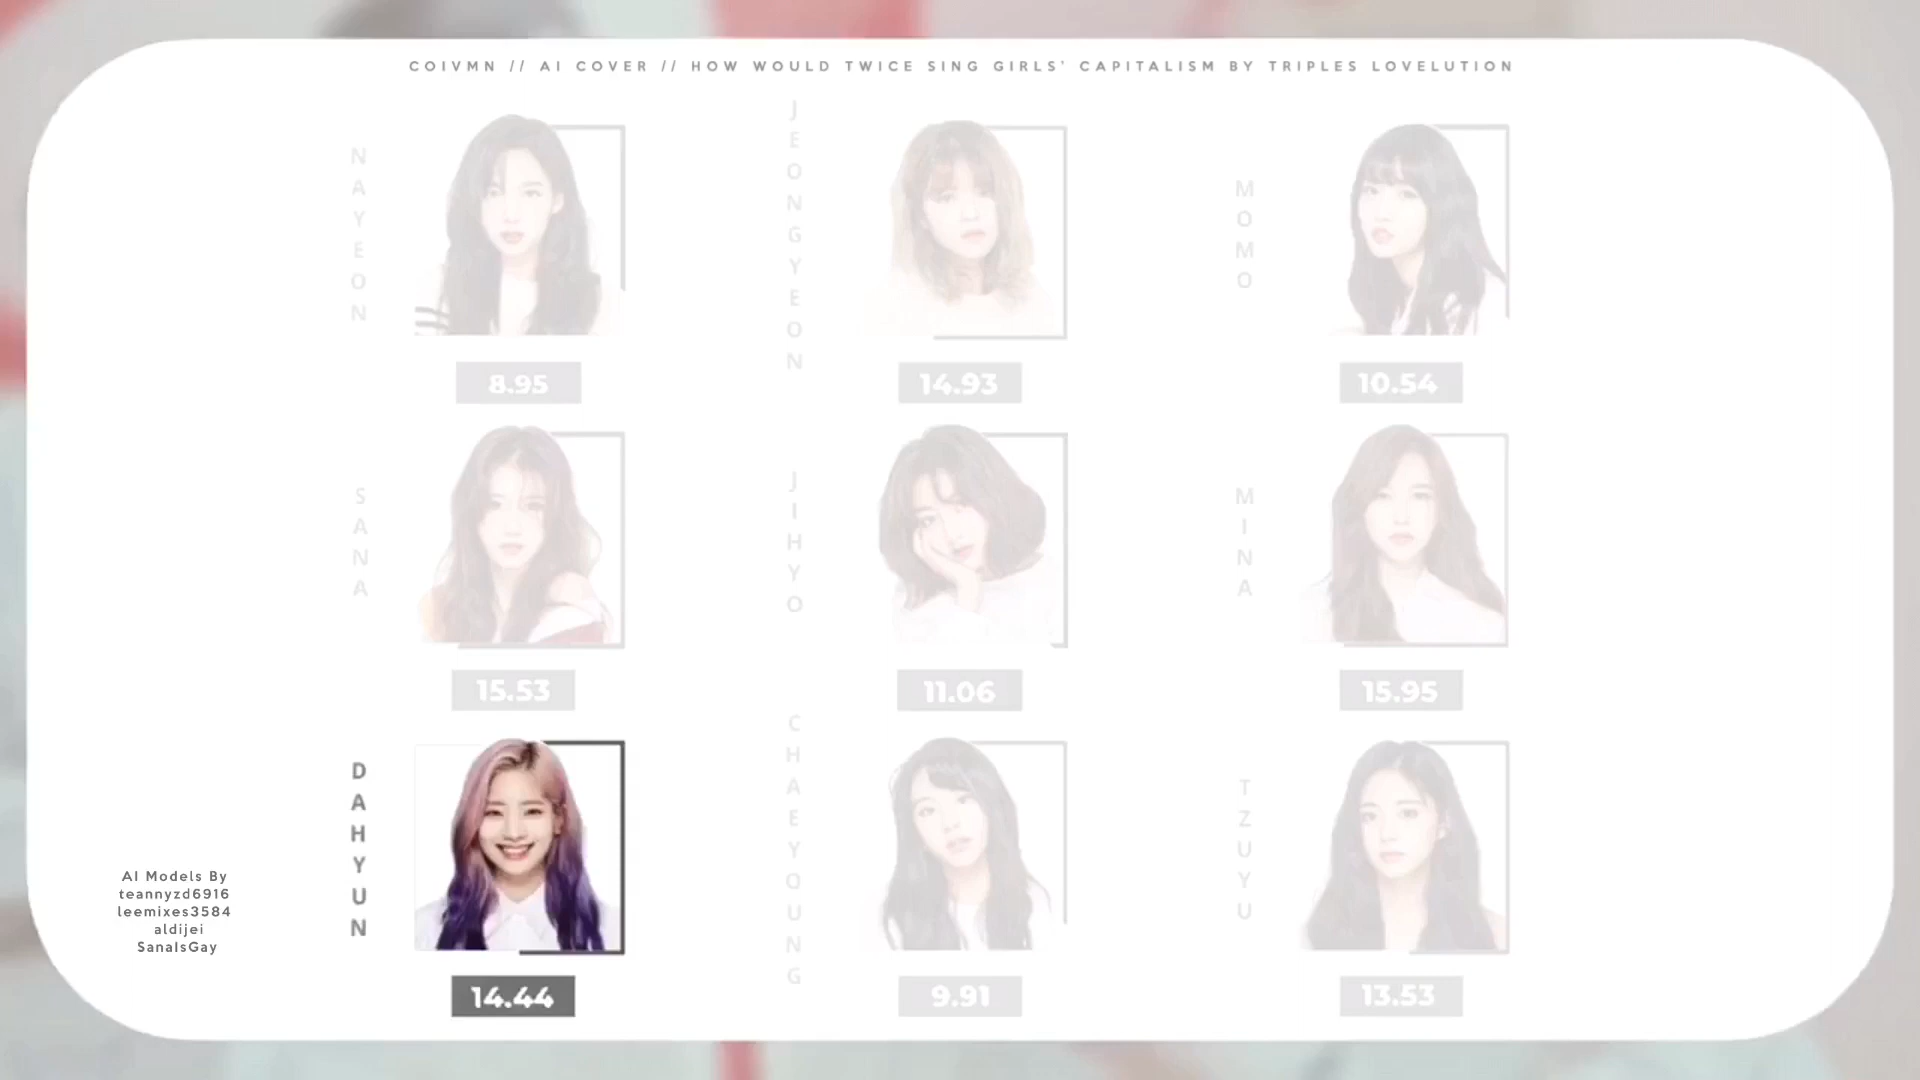 COIVMN // AI COVER // HOW WOULD TWICE SING GIRLS' CAPITALISM BY TRIPLES LOVELUTION
NAYEON
8.95
JEONGYEON
14.93
MOMO
10.54
SANA
15.53
JIHYO
11.06
MINA
15.95
DAHYUN
14.44
CHAEYOUNG
9.91
TZUYU
13.53
AI Models By
teannyzd6916
leemixes3584
aldijei
SanaIsGay